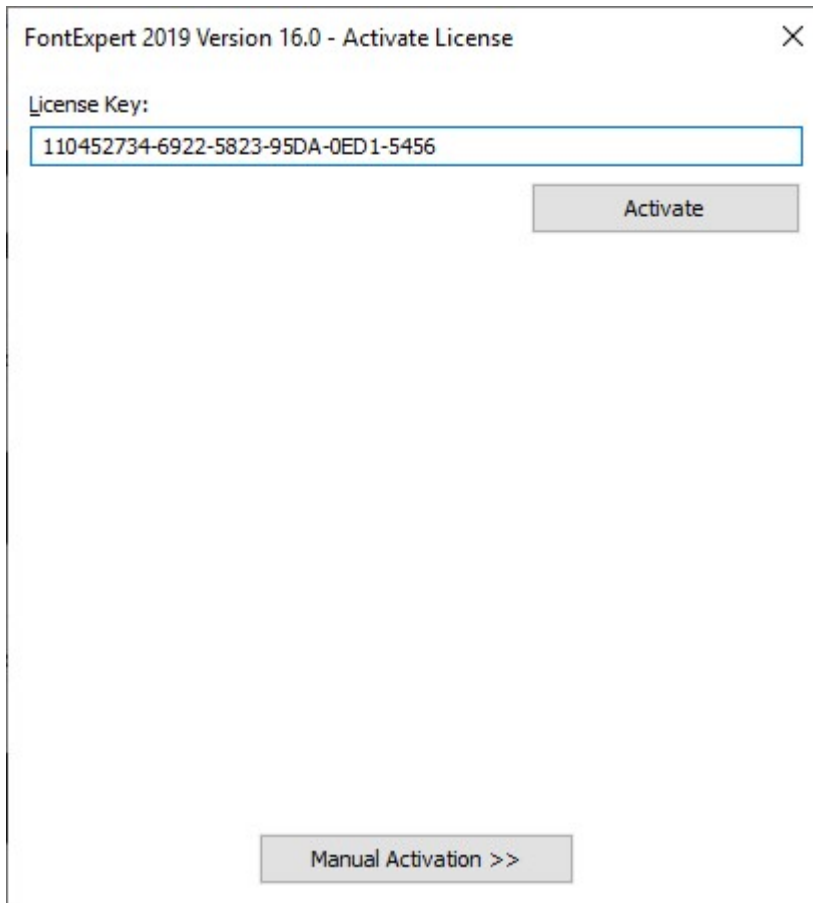 FontExpert 2019 Version 16.0 - Activate License
License Key:
110452734-6922-5823-95DA-0ED1-5456
Activate
Manual Activation >>